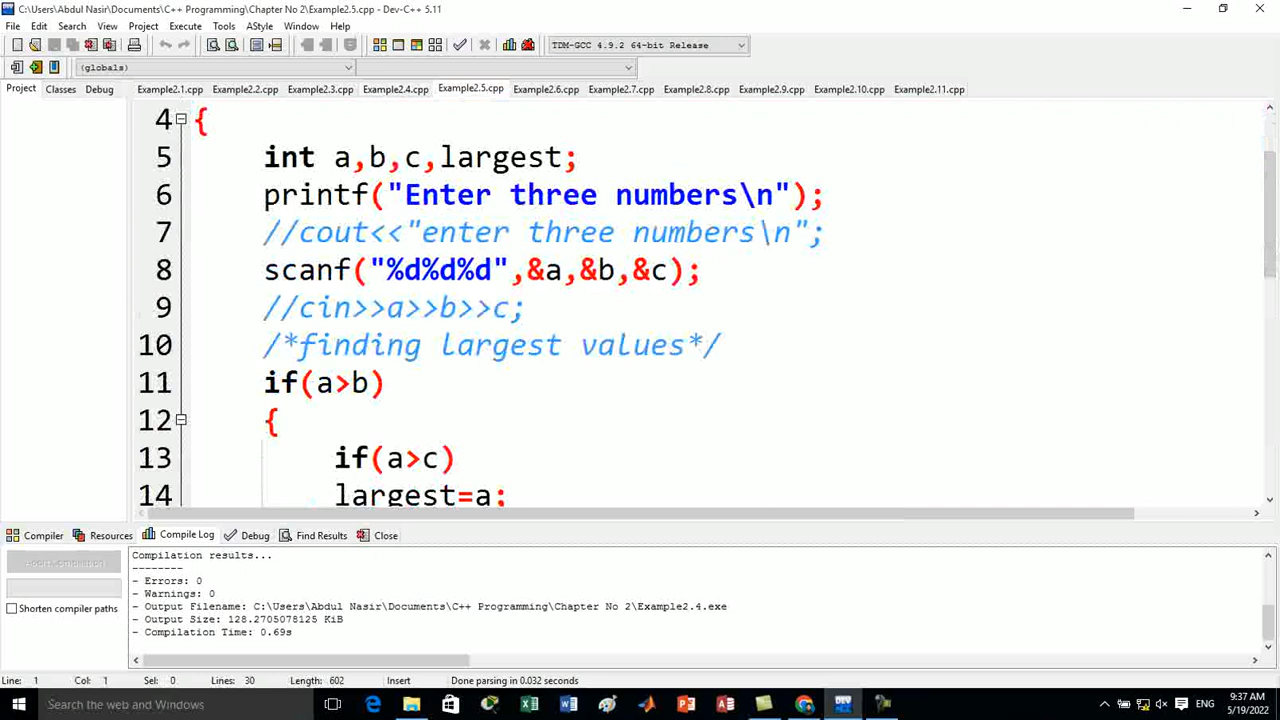 C:\Users\Abdul Nasir\Documents\C++ Programming\Chapter No 2\Example2.5.cpp - Dev-C++ 5.11
File Edit Search View Project Execute Tools AStyle Window Help
TDM-GCC 4.9.2 64-bit Release
(globals)
Project Classes Debug Example2.1.cpp Example2.2.cpp Example2.3.cpp Example2.4.cpp Example2.5.cpp Example2.6.cpp Example2.7.cpp Example2.8.cpp Example2.9.cpp Example2.10.cpp Example2.11.cpp
4 {
5 int a,b,c,largest;
6 printf("Enter three numbers\n");
7 //cout<<"enter three numbers\n";
8 scanf("%d%d%d",&a,&b,&c);
9 //cin>>a>>b>>c;
10 /*finding largest values*/
11 if(a>b)
12 {
13 if(a>c)
14 largest=a;
Compiler Resources Compile Log Debug Find Results Close
Compilation results...
--------
- Errors: 0
- Warnings: 0
- Output Filename: C:\Users\Abdul Nasir\Documents\C++ Programming\Chapter No 2\Example2.4.exe
- Output Size: 128.2705078125 KiB
- Compilation Time: 0.69s
Abort Compilation
Shorten compiler paths
Line: 1 Col: 1 Sel: 0 Lines: 30 Length: 602 Insert Done parsing in 0.032 seconds
Search the web and Windows
DEV
ENG
9:37 AM
5/19/2022